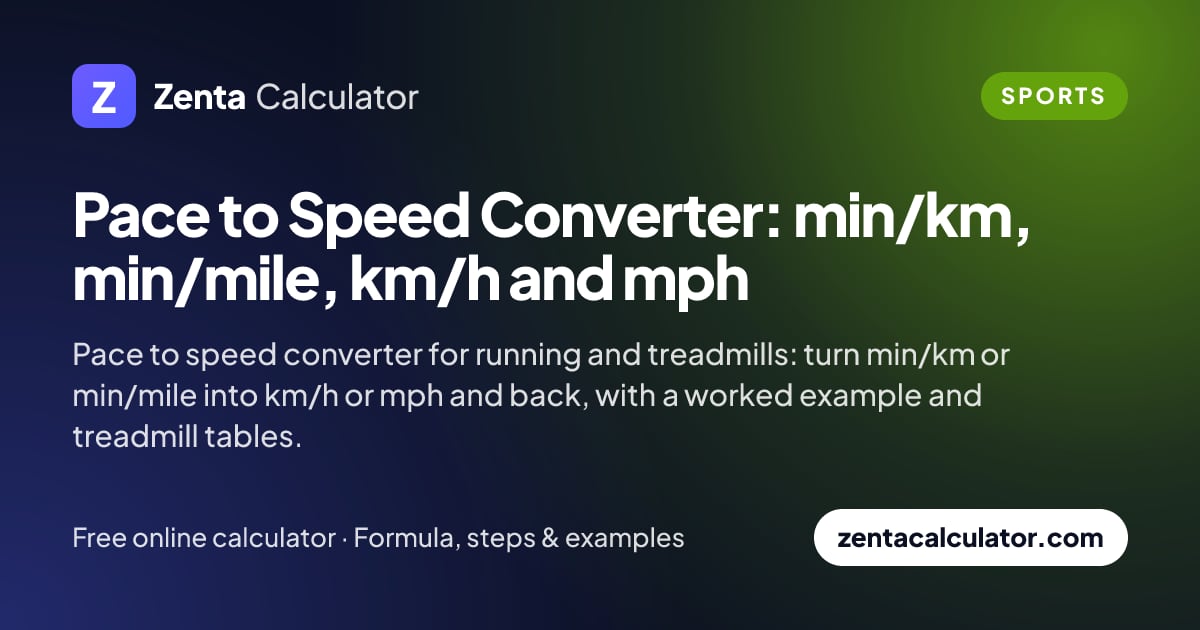 Z
Zenta Calculator
SPORTS
Pace to Speed Converter: min/km,
min/mile, km/h and mph
Pace to speed converter for running and treadmills: turn min/km or
min/mile into km/h or mph and back, with a worked example and
treadmill tables.
Free online calculator · Formula, steps & examples
zentacalculator.com